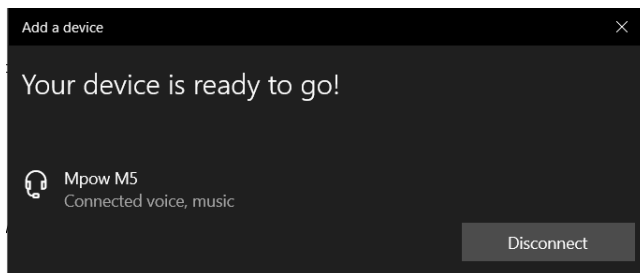 Add a device
Your device is ready to go!
Mpow M5
Connected voice, music
Disconnect